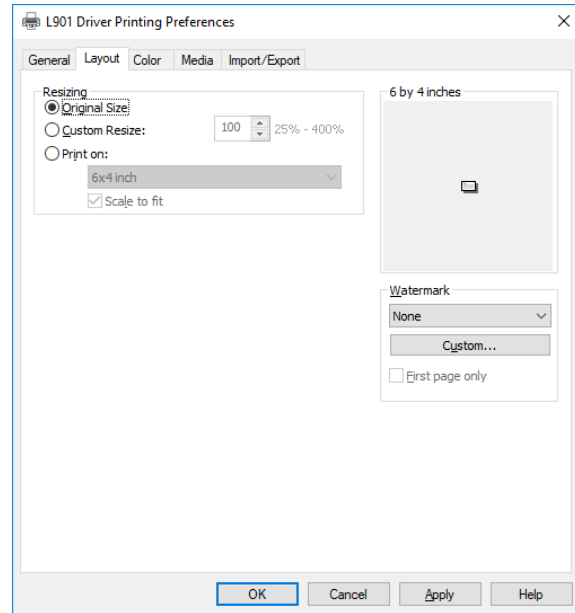 L901 Driver Printing Preferences
General Layout Color Media Import/Export
Resizing
Original Size
Custom Resize: 100 25% - 400%
Print on:
6x4 inch
Scale to fit
6 by 4 inches
Watermark
None
Custom...
First page only
OK Cancel Apply Help